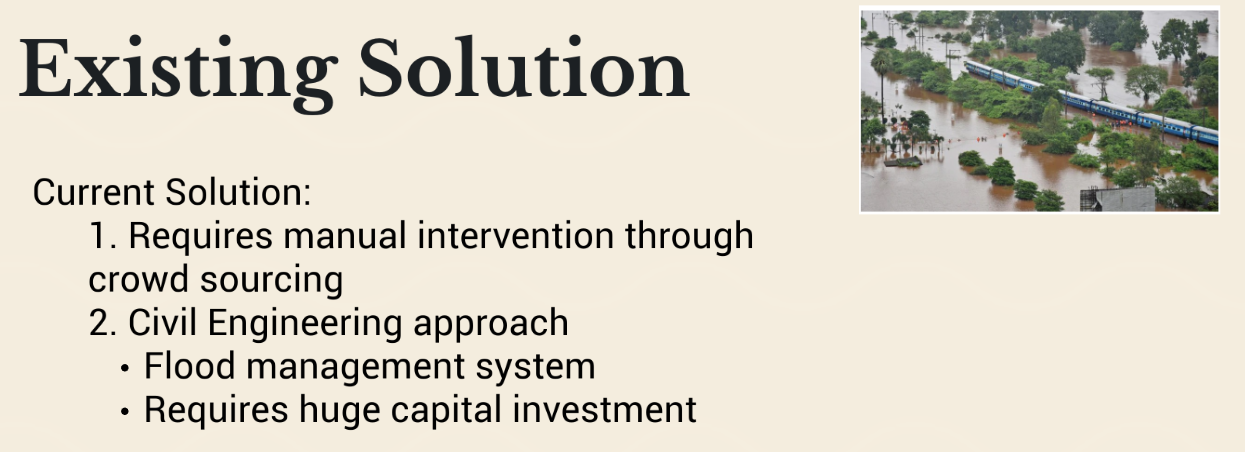 Existing Solution
Current Solution:
1. Requires manual intervention through
crowd sourcing
2. Civil Engineering approach
• Flood management system
• Requires huge capital investment